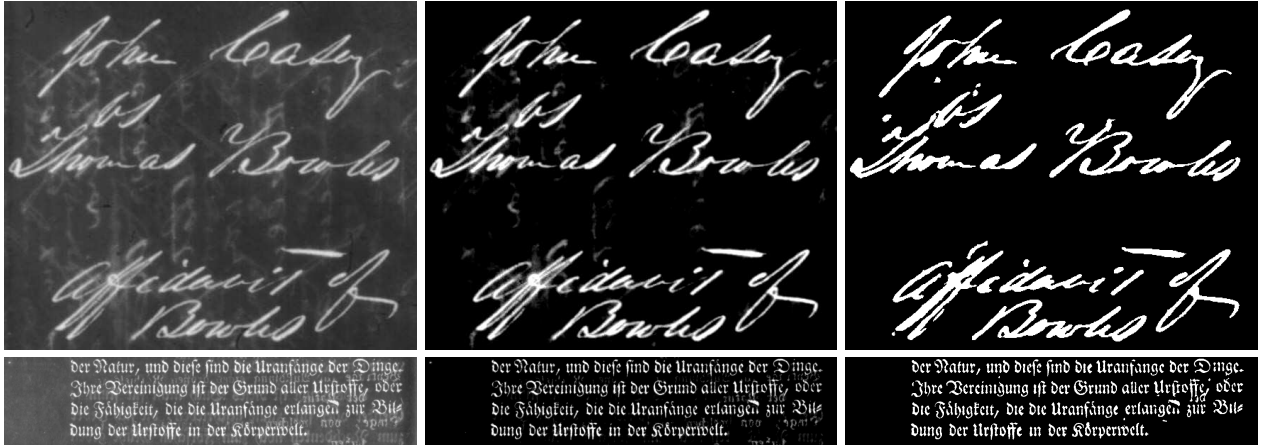 John Casey
vs
Thomas Bowles
Affidavit of
Bowles
John Casey
vs
Thomas Bowles
Affidavit of
Bowles
John Casey
vs
Thomas Bowles
Affidavit of
Bowles
der Natur, und dieſe ſind die Uranfänge der Dinge.
Ihre Vereinigung iſt der Grund aller Urſtoffe, oder
die Fähigkeit, die die Uranfänge erlangen zur Bil⸗
dung der Urſtoffe in der Körperwelt.
der Natur, und dieſe ſind die Uranfänge der Dinge.
Ihre Vereinigung iſt der Grund aller Urſtoffe, oder
die Fähigkeit, die die Uranfänge erlangen zur Bil⸗
dung der Urſtoffe in der Körperwelt.
der Natur, und dieſe ſind die Uranfänge der Dinge.
Ihre Vereinigung iſt der Grund aller Urſtoffe, oder
die Fähigkeit, die die Uranfänge erlangen zur Bil⸗
dung der Urſtoffe in der Körperwelt.